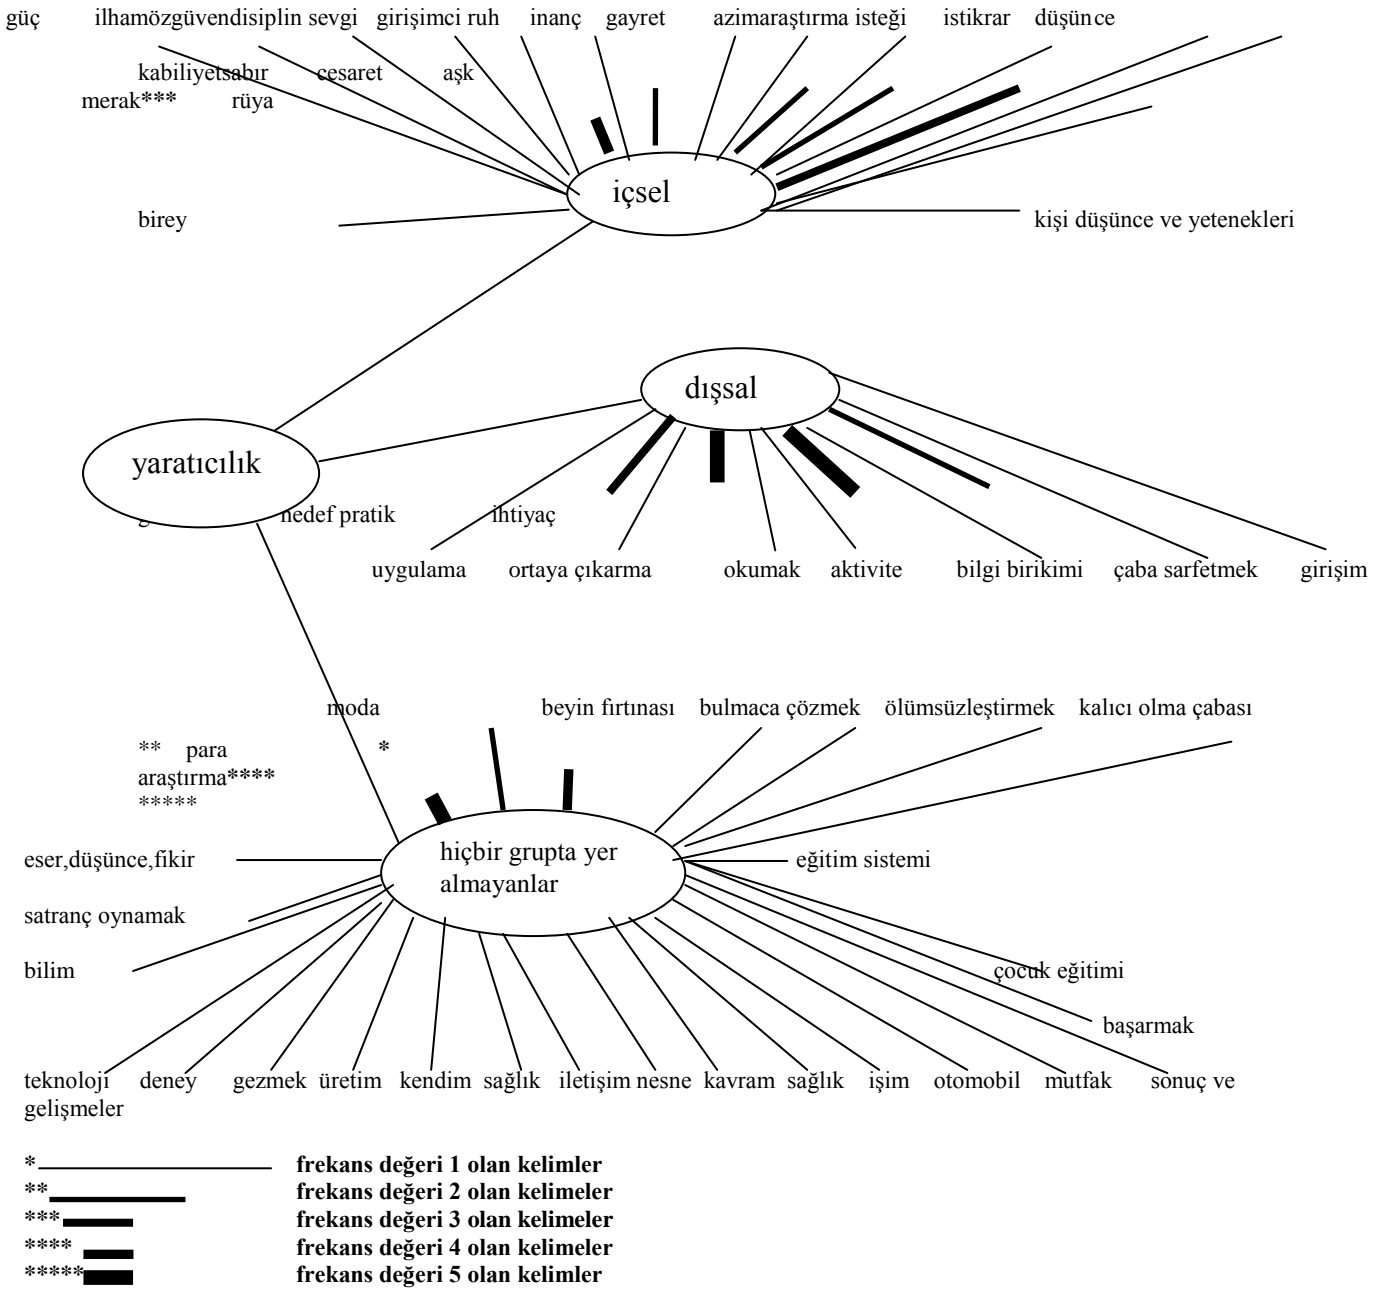 güç ilhamözgüvendisiplin sevgi girişimci ruh inanç gayret azimaraştırma isteği istikrar düşünce
kabiliyetsabır cesaret aşk
merak*** rüya
içsel
birey kişi düşünce ve yetenekleri
dışsal
yaratıcılık
hedef pratik ihtiyaç
uygulama ortaya çıkarma okumak aktivite bilgi birikimi çaba sarfetmek girişim
moda beyin fırtınası bulmaca çözmek ölümsüzleştirmek kalıcı olma çabası
** para *
araştırma****
*****
hiçbir grupta yer
almayanlar
eser,düşünce,fikir eğitim sistemi
satranç oynamak
bilim çocuk eğitimi
başarmak
teknoloji deney gezmek üretim kendim sağlık iletişim nesne kavram sağlık işim otomobil mutfak sonuç ve
gelişmeler
* frekans değeri 1 olan kelimler
** frekans değeri 2 olan kelimeler
*** frekans değeri 3 olan kelimeler
**** frekans değeri 4 olan kelimeler
***** frekans değeri 5 olan kelimler